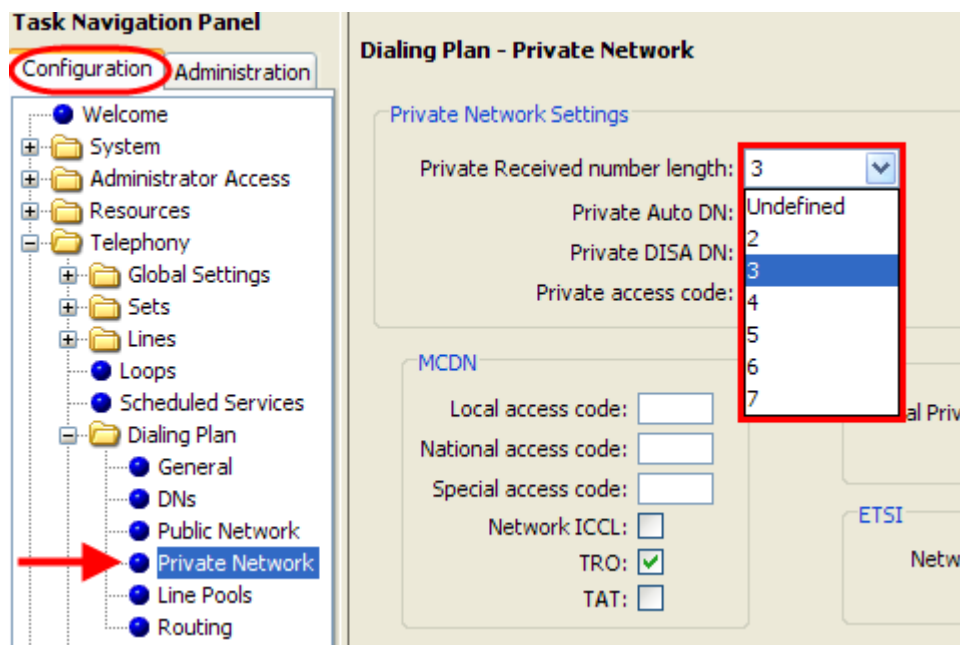 Task Navigation Panel
Configuration
Administration
Welcome
System
Administrator Access
Resources
Telephony
Global Settings
Sets
Lines
Loops
Scheduled Services
Dialing Plan
General
DNs
Public Network
Private Network
Line Pools
Routing
Dialing Plan - Private Network
Private Network Settings
Private Received number length: 3
Undefined
2
3
4
5
6
7
Private Auto DN:
Private DISA DN:
Private access code:
MCDN
Local access code:
National access code:
Special access code:
Network ICCL:
TRO:
TAT:
al Priv
ETSI
Netw